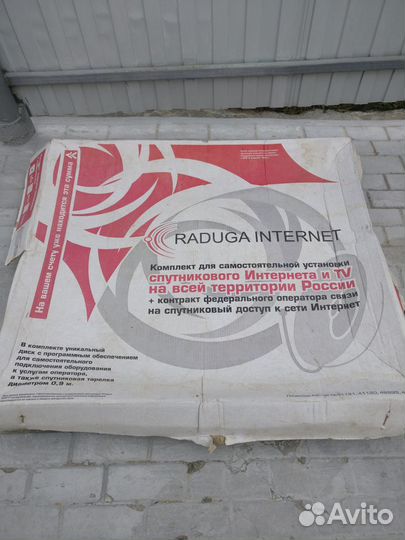 На вашем счету уже находится эта сумма
RADUGA INTERNET
Комплект для самостоятельной установки
спутникового Интернета и TV
на всей территории России
+ контракт федерального оператора связи
на спутниковый доступ к сети Интернет
В комплекте уникальный
диск с программным обеспечением
для самостоятельного
подключения оборудования
к услугам оператора,
а также спутниковая тарелка
диаметром 0,9 м.
Avito